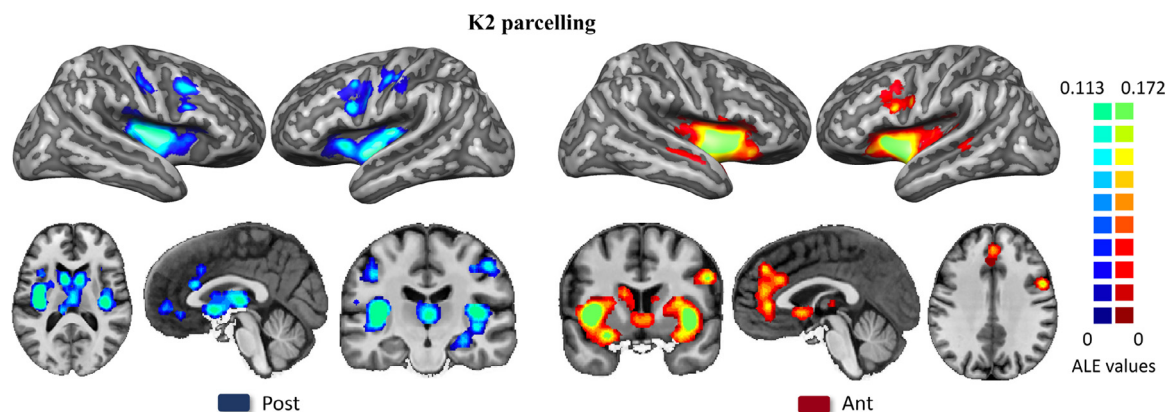 K2 parcelling
0.113 0.172
0 0
ALE values
Post
Ant